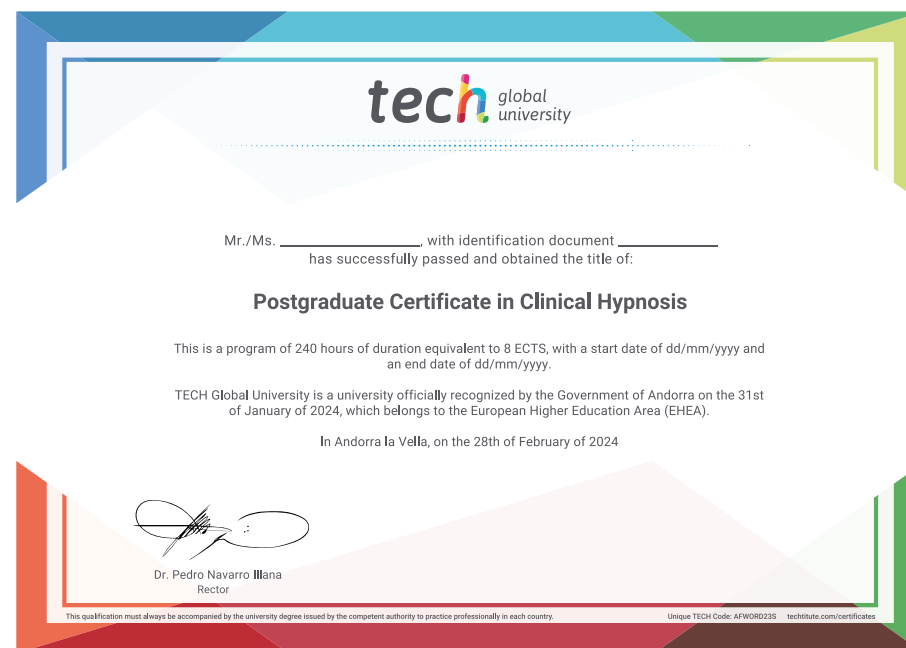 tech global university
Mr./Ms. ____________, with identification document ____________
has successfully passed and obtained the title of:
Postgraduate Certificate in Clinical Hypnosis
This is a program of 240 hours of duration equivalent to 8 ECTS, with a start date of dd/mm/yyyy and
an end date of dd/mm/yyyy.
TECH Global University is a university officially recognized by the Government of Andorra on the 31st
of January of 2024, which belongs to the European Higher Education Area (EHEA).
In Andorra la Vella, on the 28th of February of 2024
Dr. Pedro Navarro Illana
Rector
This qualification must always be accompanied by the university degree issued by the competent authority to practice professionally in each country. Unique TECH Code: AFWORD23S techtitute.com/certificates